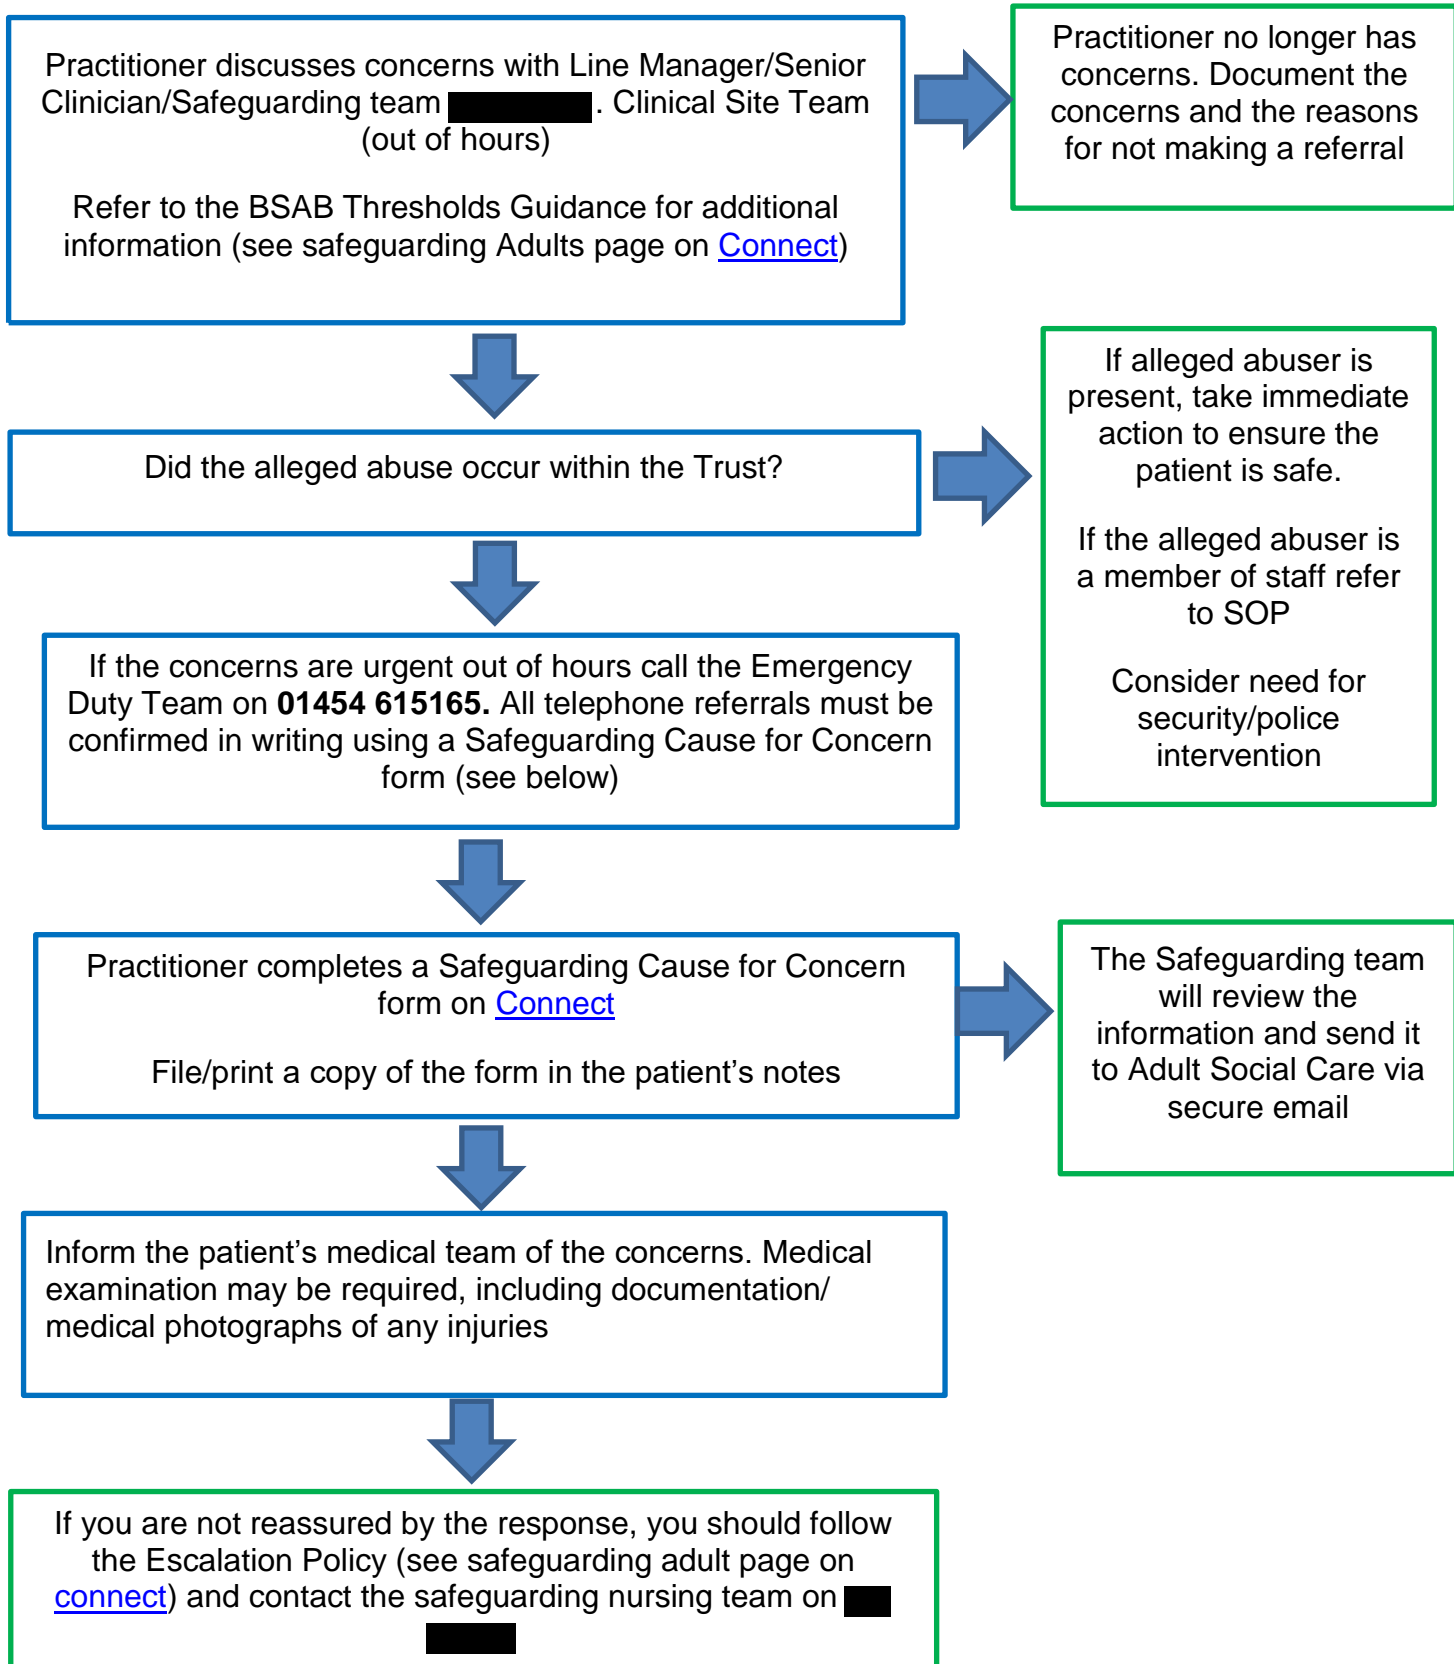 Practitioner discusses concerns with Line Manager/Senior
Clinician/Safeguarding team . Clinical Site Team
(out of hours)
Refer to the BSAB Thresholds Guidance for additional
information (see safeguarding Adults page on Connect)
Practitioner no longer has
concerns. Document the
concerns and the reasons
for not making a referral
Did the alleged abuse occur within the Trust?
If alleged abuser is
present, take immediate
action to ensure the
patient is safe.
If the alleged abuser is
a member of staff refer
to SOP
Consider need for
security/police
intervention
If the concerns are urgent out of hours call the Emergency
Duty Team on 01454 615165. All telephone referrals must be
confirmed in writing using a Safeguarding Cause for Concern
form (see below)
Practitioner completes a Safeguarding Cause for Concern
form on Connect
File/print a copy of the form in the patient’s notes
The Safeguarding team
will review the
information and send it
to Adult Social Care via
secure email
Inform the patient’s medical team of the concerns. Medical
examination may be required, including documentation/
medical photographs of any injuries
If you are not reassured by the response, you should follow
the Escalation Policy (see safeguarding adult page on
connect) and contact the safeguarding nursing team on